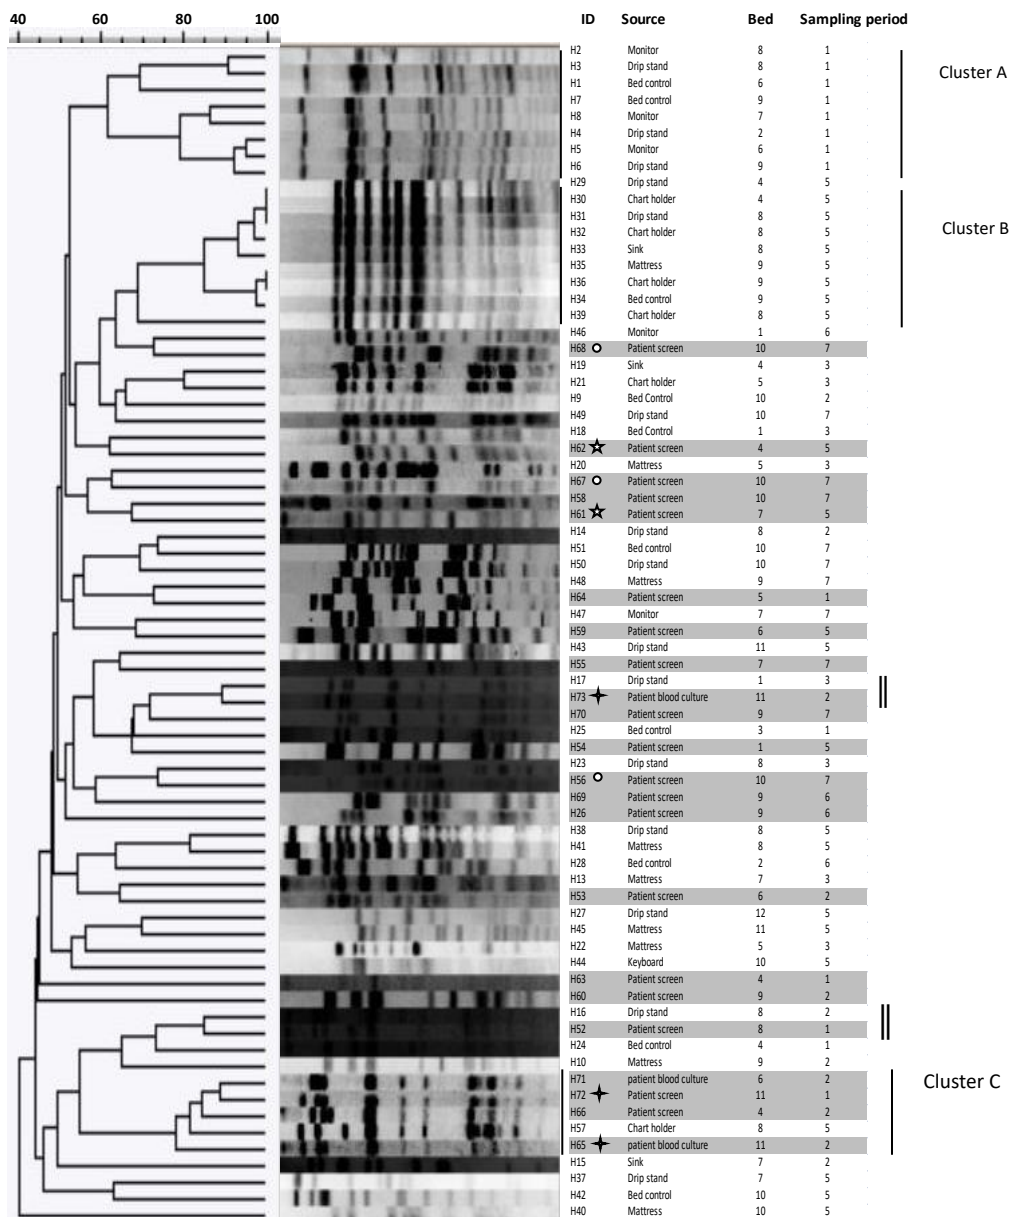 40 60 80 100 ID Source Bed Sampling period
H2 Monitor 8 1
H3 Drip stand 8 1
Cluster A
H1 Bed control 6 1
H7 Bed control 9 1
H8 Monitor 7 1
H4 Drip stand 2 1
H5 Monitor 6 1
H6 Drip stand 9 1
H29 Drip stand 4 5
H30 Chart holder 4 5
H31 Drip stand 8 5
H32 Chart holder 8 5
Cluster B
H33 Sink 8 5
H35 Mattress 9 5
H36 Chart holder 9 5
H34 Bed control 9 5
H39 Chart holder 8 5
H46 Monitor 1 6
H68 Patient screen 10 7
H19 Sink 4 3
H21 Chart holder 5 3
H9 Bed Control 10 2
H49 Drip stand 10 7
H18 Bed Control 1 3
H62 Patient screen 4 5
H20 Mattress 5 3
H67 Patient screen 10 7
H58 Patient screen 10 7
H61 Patient screen 7 5
H14 Drip stand 8 2
H51 Bed control 10 7
H50 Drip stand 10 7
H48 Mattress 9 7
H64 Patient screen 5 1
H47 Monitor 7 7
H59 Patient screen 6 5
H43 Drip stand 11 5
H55 Patient screen 7 7
H17 Drip stand 1 3
H73 Patient blood culture 11 2
H70 Patient screen 9 7
H25 Bed control 3 1
H54 Patient screen 1 5
H23 Drip stand 8 3
H56 Patient screen 10 7
H69 Patient screen 9 6
H26 Patient screen 9 6
H38 Drip stand 8 5
H41 Mattress 8 5
H28 Bed control 2 6
H13 Mattress 7 3
H53 Patient screen 6 2
H27 Drip stand 12 5
H45 Mattress 11 5
H22 Mattress 5 3
H44 Keyboard 10 5
H63 Patient screen 4 1
H60 Patient screen 9 2
H16 Drip stand 8 2
H52 Patient screen 8 1
H24 Bed control 4 1
H10 Mattress 9 2
H71 patient blood culture 6 2
Cluster C
H72 Patient screen 11 1
H66 Patient screen 4 2
H57 Chart holder 8 5
H65 patient blood culture 11 2
H15 Sink 7 2
H37 Drip stand 7 5
H42 Bed control 10 5
H40 Mattress 10 5